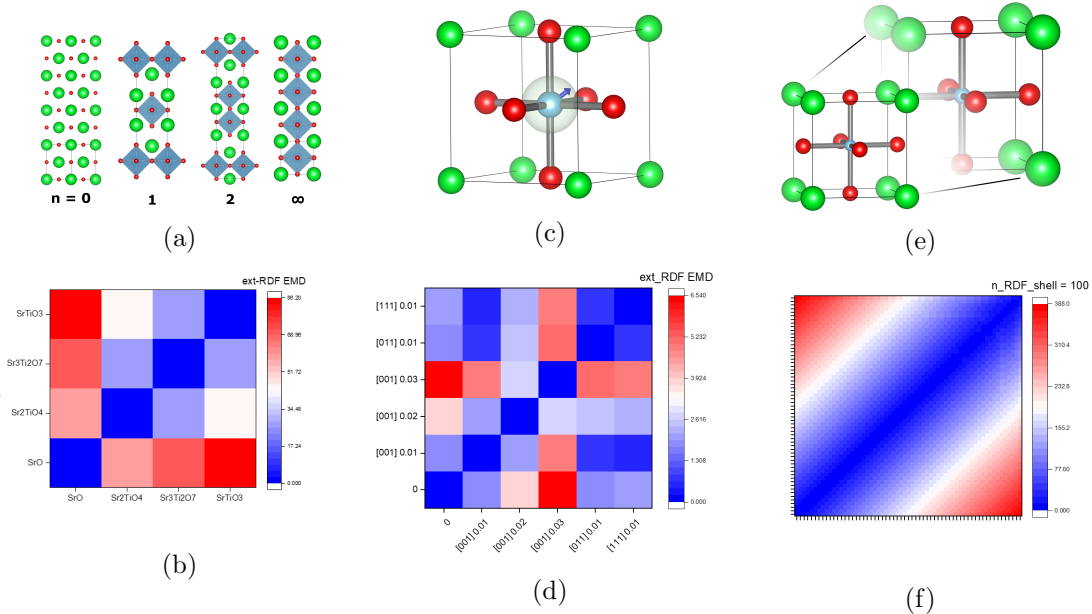 n = 0
1
2
∞
(a)
(c)
(e)
ext-RDF EMD
SrTiO3
Sr3Ti2O7
Sr2TiO4
SrO
SrO
Sr2TiO4
Sr3Ti2O7
SrTiO3
86.20
68.96
51.72
34.48
17.24
0.000
(b)
ext_RDF EMD
[111] 0.01
[011] 0.01
[001] 0.03
[001] 0.02
[001] 0.01
0
0
[001] 0.01
[001] 0.02
[001] 0.03
[011] 0.01
[111] 0.01
6.540
5.232
3.924
2.616
1.308
0.000
(d)
n_RDF_shell = 100
388.0
310.4
232.8
155.2
77.60
0.000
(f)